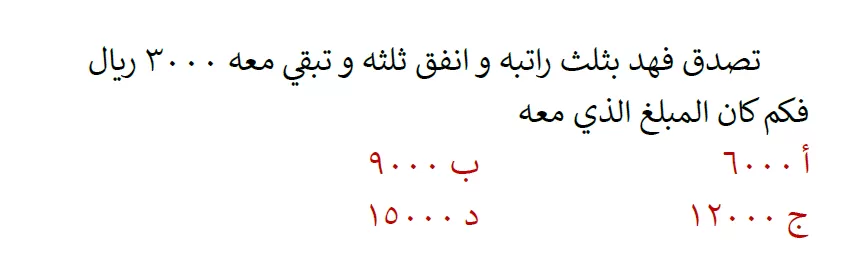 تصدق فهد بثلث راتبه و انفق ثلثه و تبقي معه ٣٠٠٠ ريال
فكم كان المبلغ الذي معه
أ ٦٠٠٠ ب ٩٠٠٠
ج ١٢٠٠٠ د ١٥٠٠٠